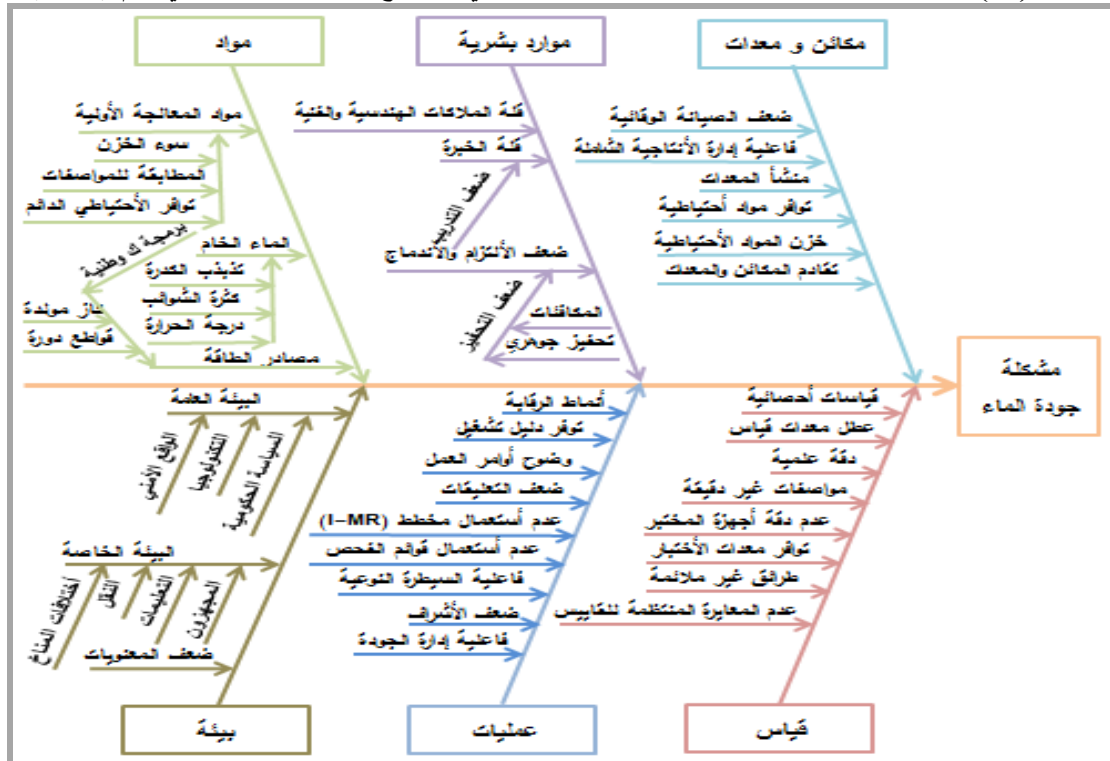 مكائن و معدات
ضعف الصيانة الوقائية
فاعلية إدارة الأنتاجية الشاملة
منشأ المعدات
توافر مواد أحتياطية
خزن المواد الأحتياطية
تقادم المكائن والمعدات
موارد بشرية
قلة الملاكات الهندسية والفنية
قلة الخبرة
ضعف التدريب
ضعف الألتزام والأندماج
ضعف التحفيز
المكافئات
تحفيز جوهري
مواد
مواد المعالجة الأولية
سوء الخزن
المطابقة للمواصفات
توافر الأحتياطي الدائم
الماء الخام
تذبذب الكدرة
كثرة الشوائب
درجة الحرارة
برمجة ك وطنية
مولدة
قواطع دورة
مصادر الطاقة
مشكلة
جودة الماء
قياسات أحصائية
عطل معدات قياس
دقة علمية
مواصفات غير دقيقة
عدم دقة أجهزة المختبر
توافر معدات الأختبار
طرائق غير ملائمة
عدم المعايرة المنتظمة للمقاييس
قياس
أنماط الرقابة
توفر دليل تشغيل
وضوح أوامر العمل
ضعف التعليمات
عدم أستعمال مخطط (I-MR)
عدم أستعمال قوائم الفحص
فاعلية السيطرة النوعية
ضعف الأشراف
فاعلية إدارة الجودة
عمليات
البيئة العامة
السياسة الحكومية
التكنولوجيا
الواقع الأمني
البيئة الخاصة
المجهزون
التعليمات
النقل
أختلافات المناخ
ضعف المعنويات
بيئة